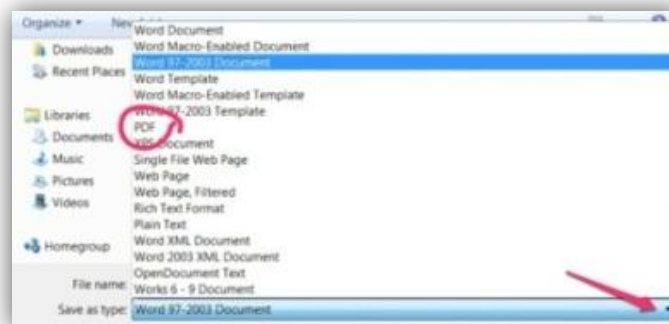 Organize
Word Document
Downloads
Word Macro-Enabled Document
Word 97-2003 Document
Recent Places
Word Template
Word Macro-Enabled Template
Word 97-2003 Template
Libraries
PDF
Documents
XPS Document
Music
Single File Web Page
Web Page
Pictures
Web Page, Filtered
Videos
Rich Text Format
Plain Text
Word XML Document
Homegroup
Word 2003 XML Document
OpenDocument Text
File name:
Works 6 - 9 Document
Save as type: Word 97-2003 Document